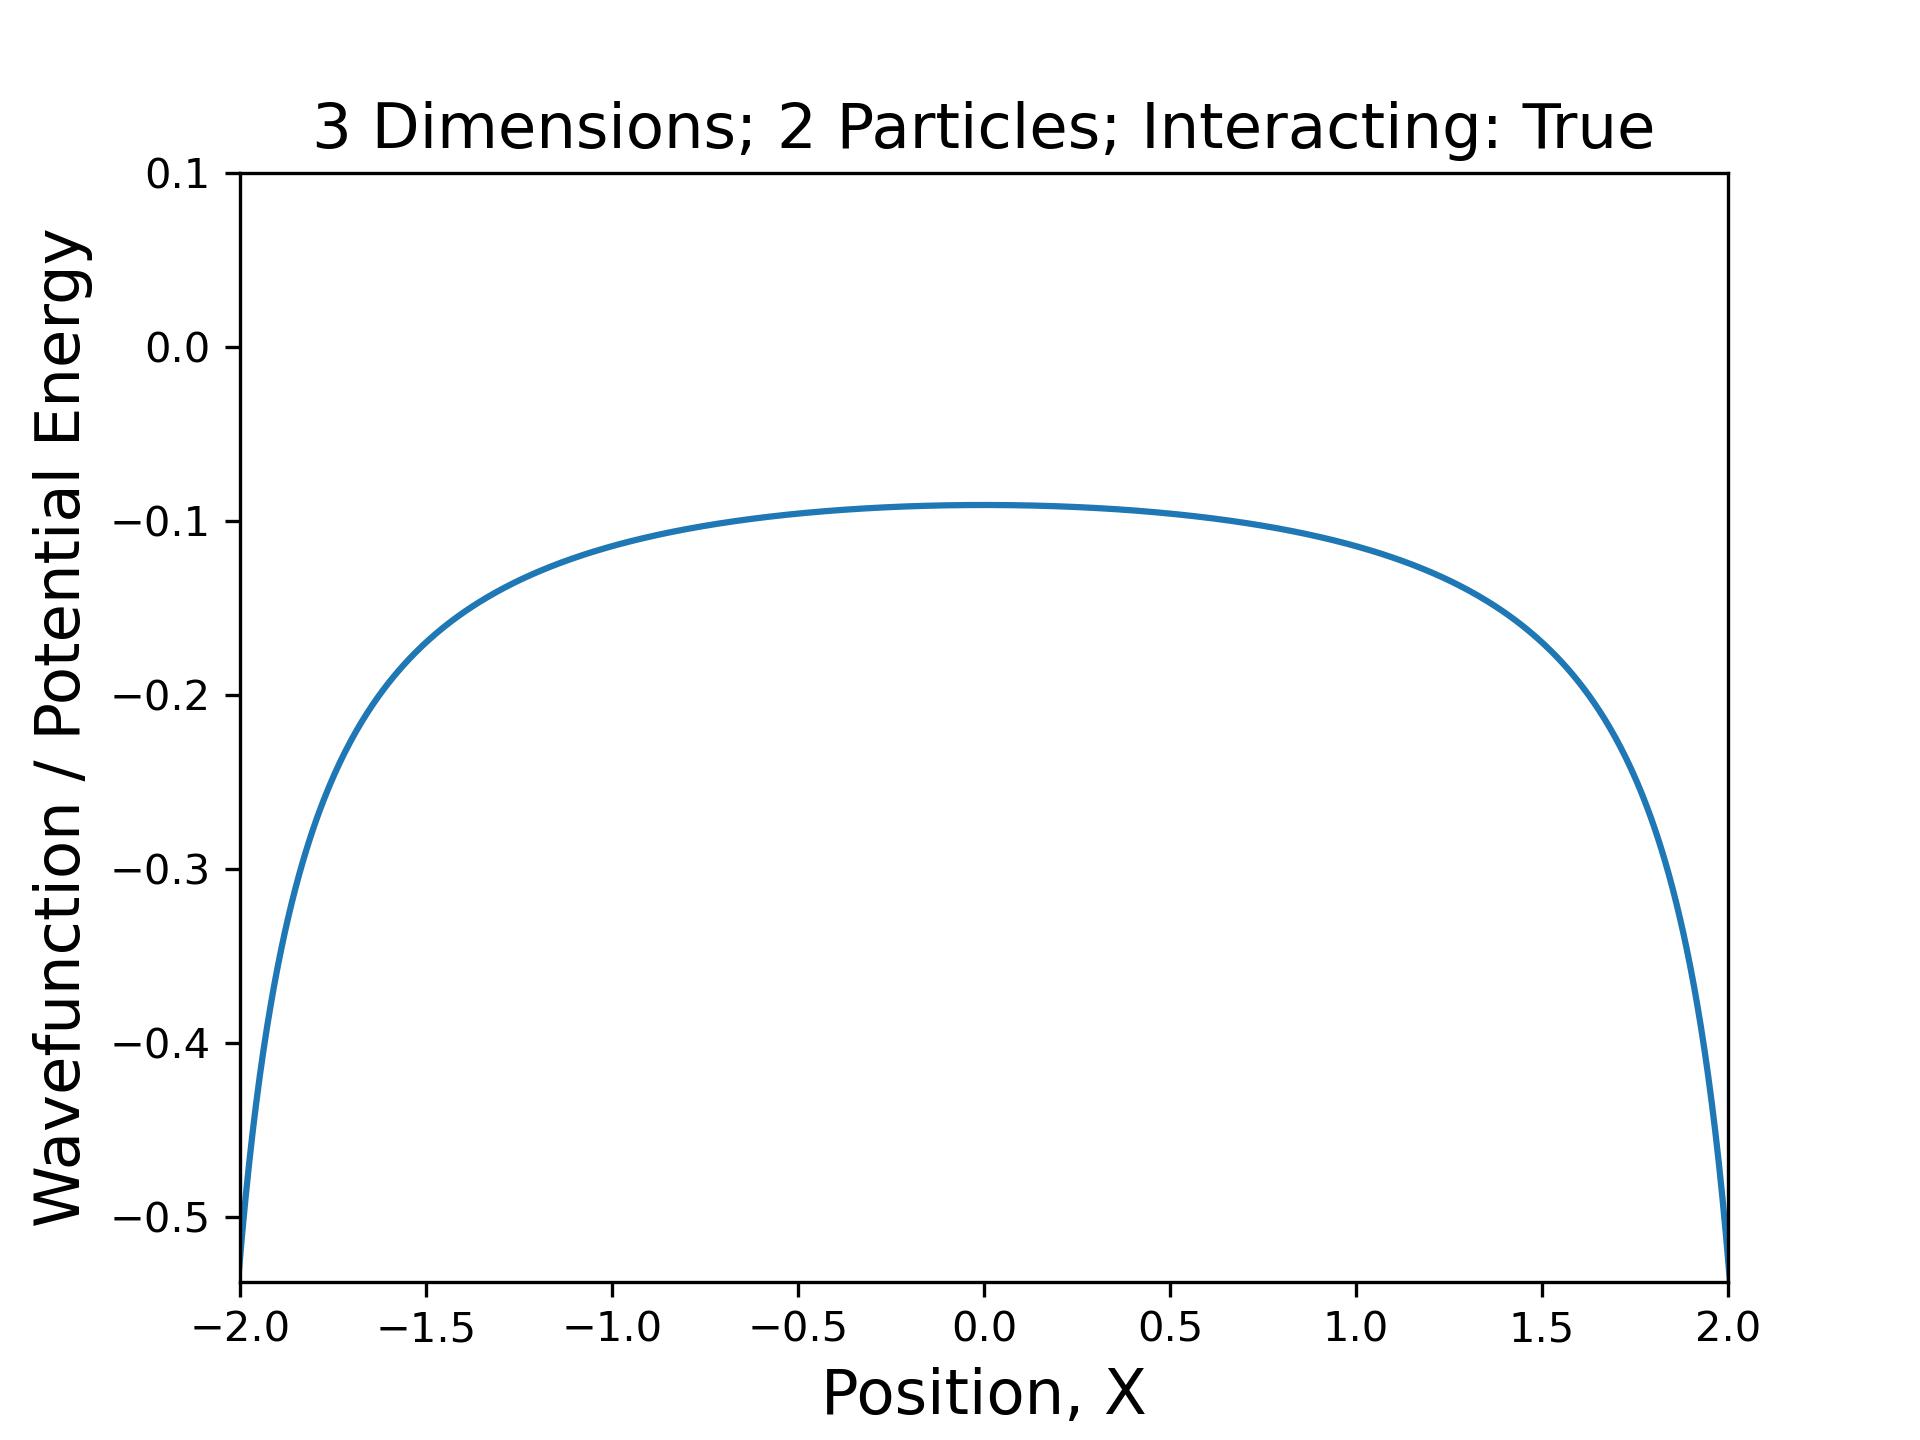 3 Dimensions; 2 Particles; Interacting: True
Wavefunction / Potential Energy
0.1
0.0
−0.1
−0.2
−0.3
−0.4
−0.5
−2.0 −1.5 −1.0 −0.5 0.0 0.5 1.0 1.5 2.0
Position, X